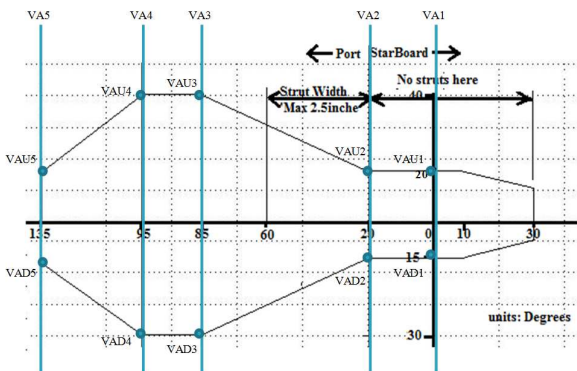 VA5 VA4 VA3 VA2 VA1
Port StarBoard
Strut Width
Max 2.5inche
No struts here
VAU4 VAU3 40
VAU5 VAU2 VAU1
20
135 95 85 60 20 0 10 30
15
VAD5 VAD2 VAD1
units: Degrees
VAD4 VAD3 30